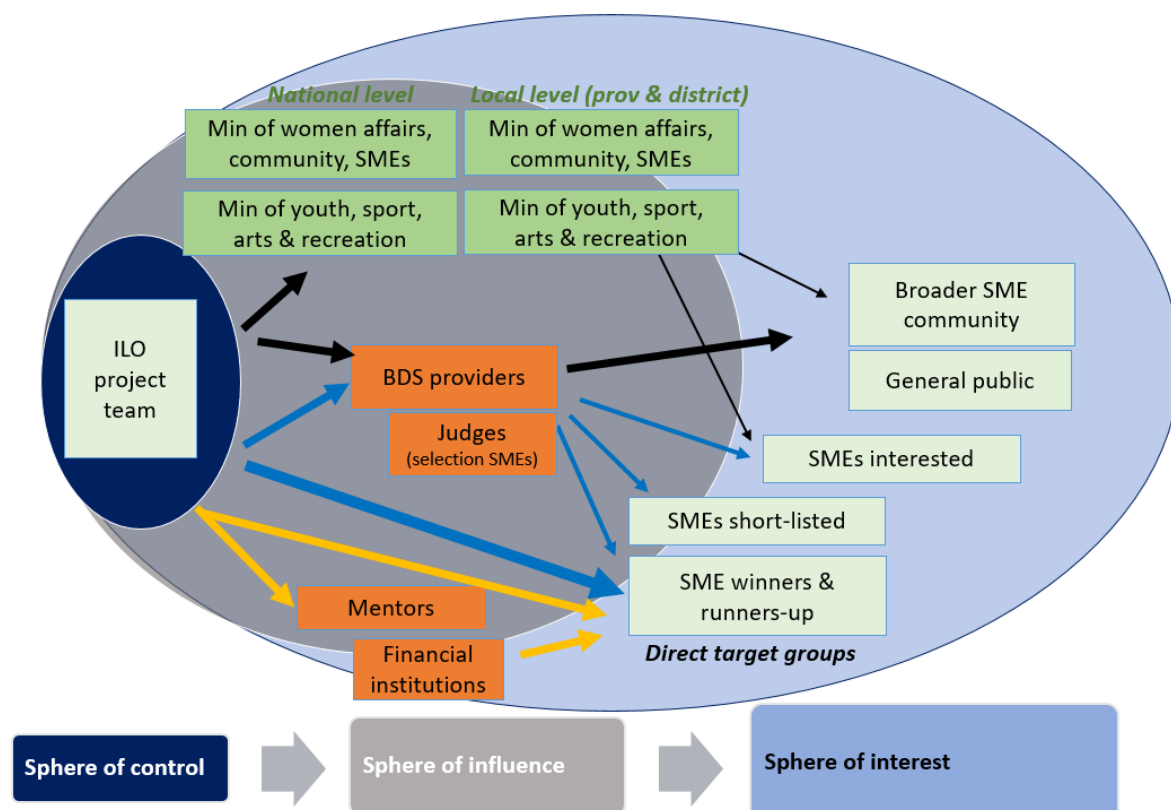 National level
Local level (prov & district)
Min of women affairs,
community, SMEs
Min of women affairs,
community, SMEs
Min of youth, sport,
arts & recreation
Min of youth, sport,
arts & recreation
ILO
project
team
BDS providers
Judges
(selection SMEs)
Mentors
Financial
institutions
Broader SME
community
General public
SMEs interested
SMEs short-listed
SME winners &
runners-up
Direct target groups
Sphere of control
Sphere of influence
Sphere of interest